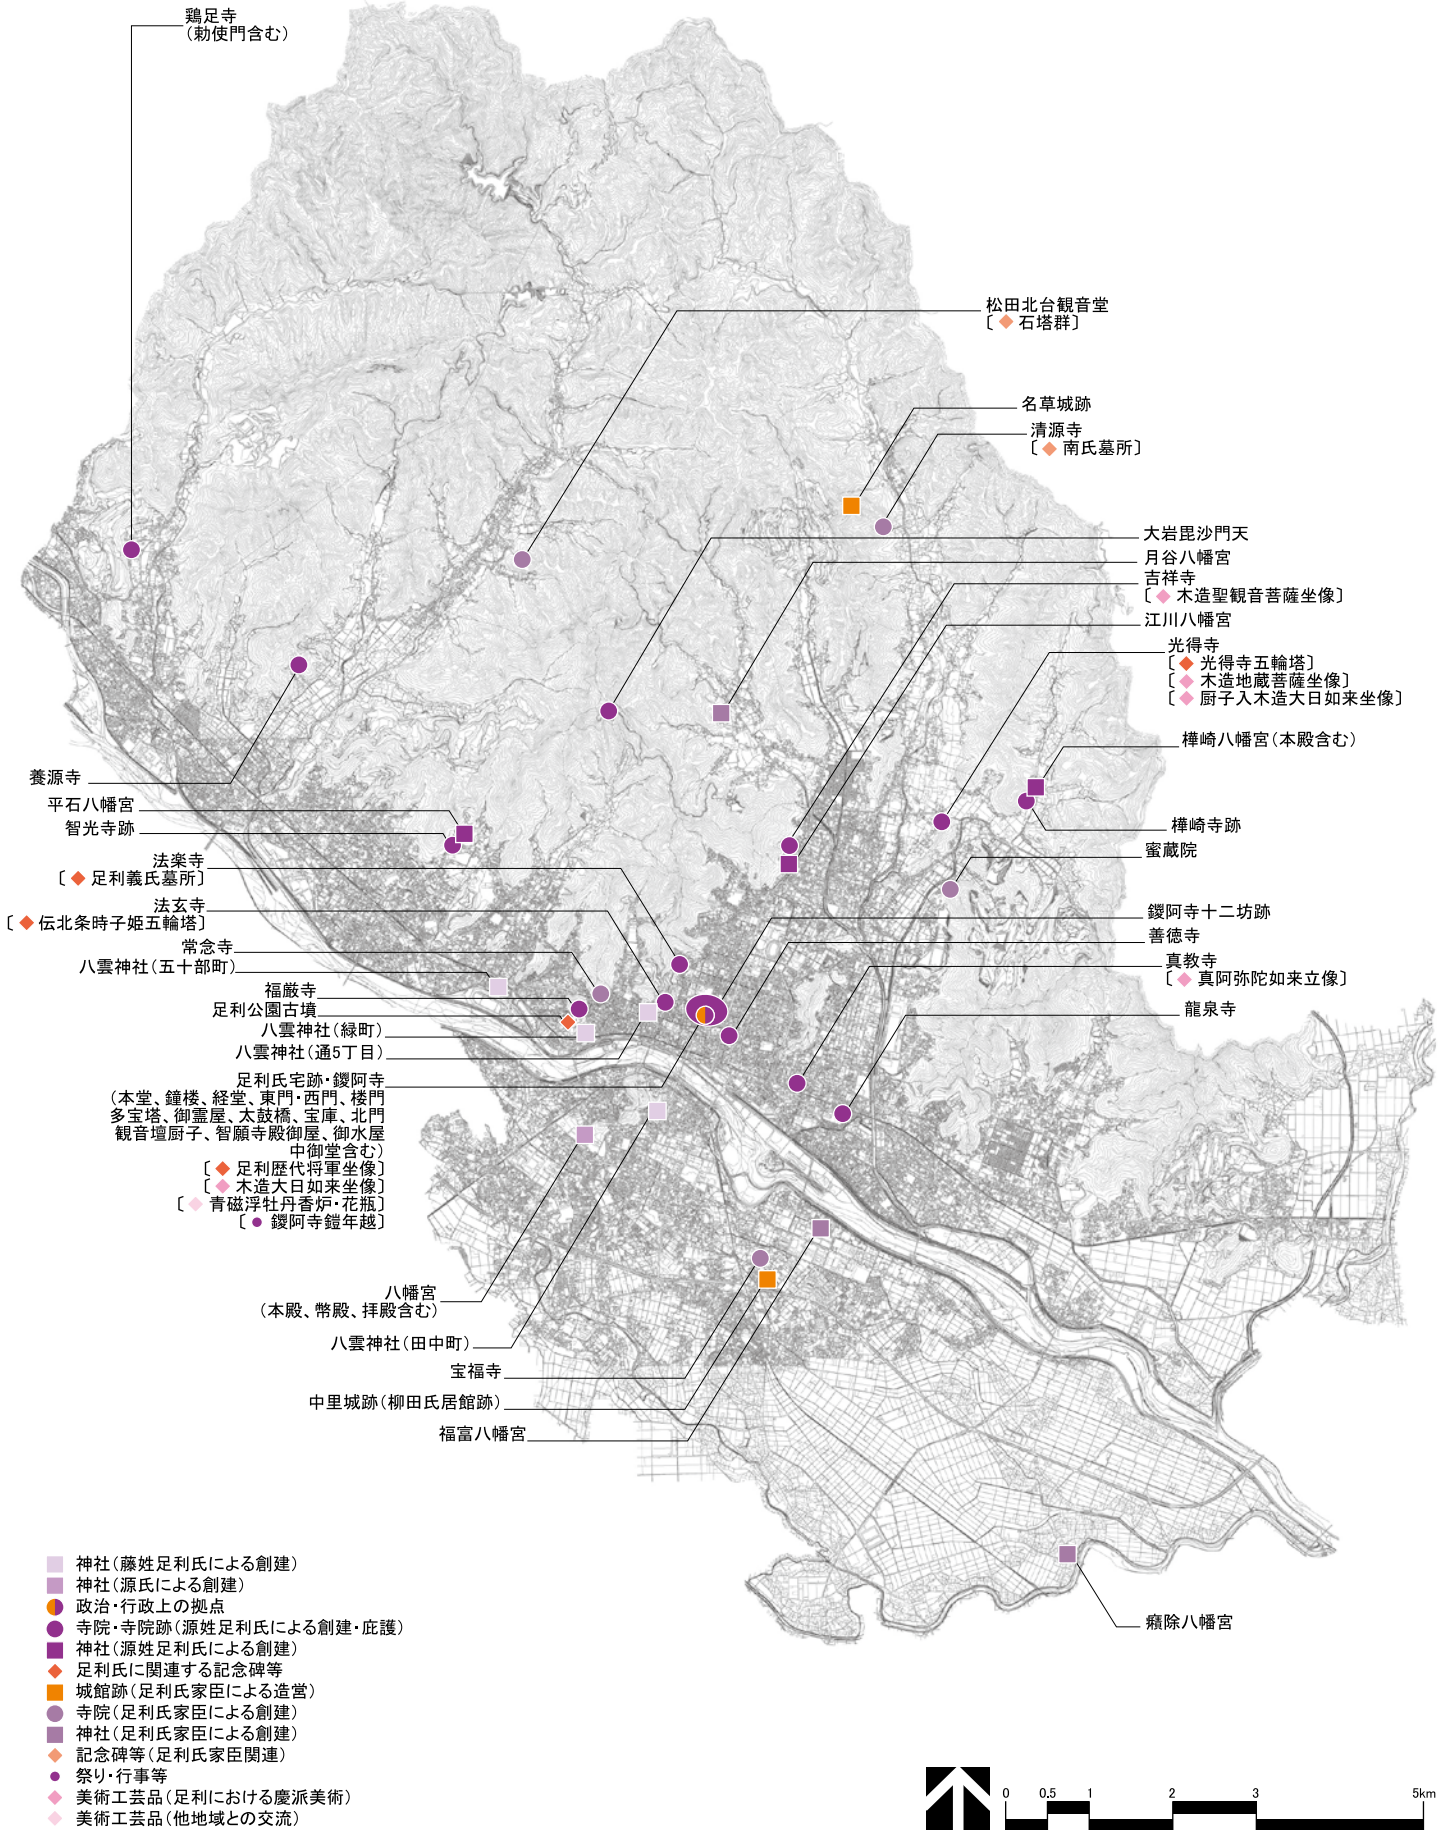 鶏足寺
(勅使門含む)
松田北台観音堂
〔◆石塔群〕
名草城跡
清源寺
〔◆南氏墓所〕
大岩毘沙門天
月谷八幡宮
吉祥寺
〔◆木造聖観音菩薩坐像〕
江川八幡宮
光得寺
〔◆光得寺五輪塔〕
〔◆木造地蔵菩薩坐像〕
〔◆厨子入木造大日如来坐像〕
樺崎八幡宮(本殿含む)
養源寺
平石八幡宮
智光寺跡
樺崎寺跡
蜜蔵院
法楽寺
〔◆足利義氏墓所〕
法玄寺
〔◆伝北条時子姫五輪塔〕
鑁阿寺十二坊跡
善徳寺
常念寺
八雲神社(五十部町)
真教寺
〔◆真阿弥陀如来立像〕
福厳寺
足利公園古墳
龍泉寺
八雲神社(緑町)
八雲神社(通5丁目)
足利氏宅跡・鑁阿寺
(本堂、鐘楼、経堂、東門・西門、楼門
多宝塔、御霊屋、太鼓橋、宝庫、北門
観音壇厨子、智願寺殿御屋、御水屋
中御堂含む)
〔◆足利歴代将軍坐像〕
〔◆木造大日如来坐像〕
〔◆青磁浮牡丹香炉・花瓶〕
〔●鑁阿寺鎧年越〕
八幡宮
(本殿、幣殿、拝殿含む)
八雲神社(田中町)
宝福寺
中里城跡(柳田氏居館跡)
福富八幡宮
癪除八幡宮
神社(藤姓足利氏による創建)
神社(源氏による創建)
政治・行政上の拠点
寺院・寺院跡(源姓足利氏による創建・庇護)
神社(源姓足利氏による創建)
足利氏に関連する記念碑等
城館跡(足利氏家臣による造営)
寺院(足利氏家臣による創建)
神社(足利氏家臣による創建)
記念碑等(足利氏家臣関連)
祭り・行事等
美術工芸品(足利における慶派美術)
美術工芸品(他地域との交流)
0 0.5 1 2 3 5km